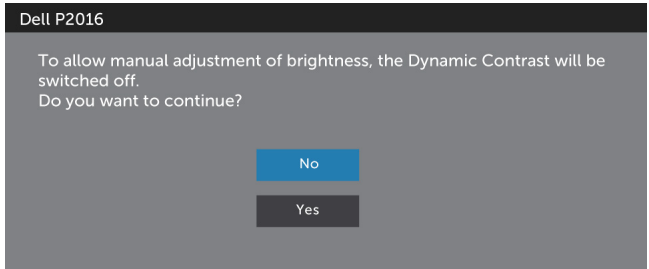 Dell P2016
To allow manual adjustment of brightness, the Dynamic Contrast will be
switched off.
Do you want to continue?
No
Yes